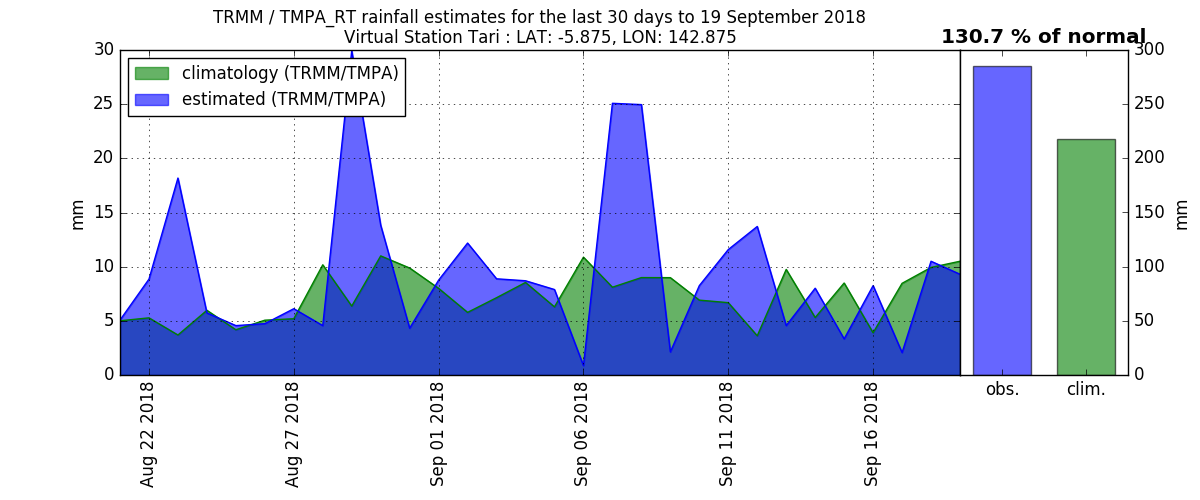 TRMM / TMPA_RT rainfall estimates for the last 30 days to 19 September 2018
Virtual Station Tari : LAT: -5.875, LON: 142.875
130.7 % of normal
climatology (TRMM/TMPA)
estimated (TRMM/TMPA)
30
25
20
15
10
5
0
mm
Aug 22 2018
Aug 27 2018
Sep 01 2018
Sep 06 2018
Sep 11 2018
Sep 16 2018
300
250
200
150
100
50
0
mm
obs.
clim.